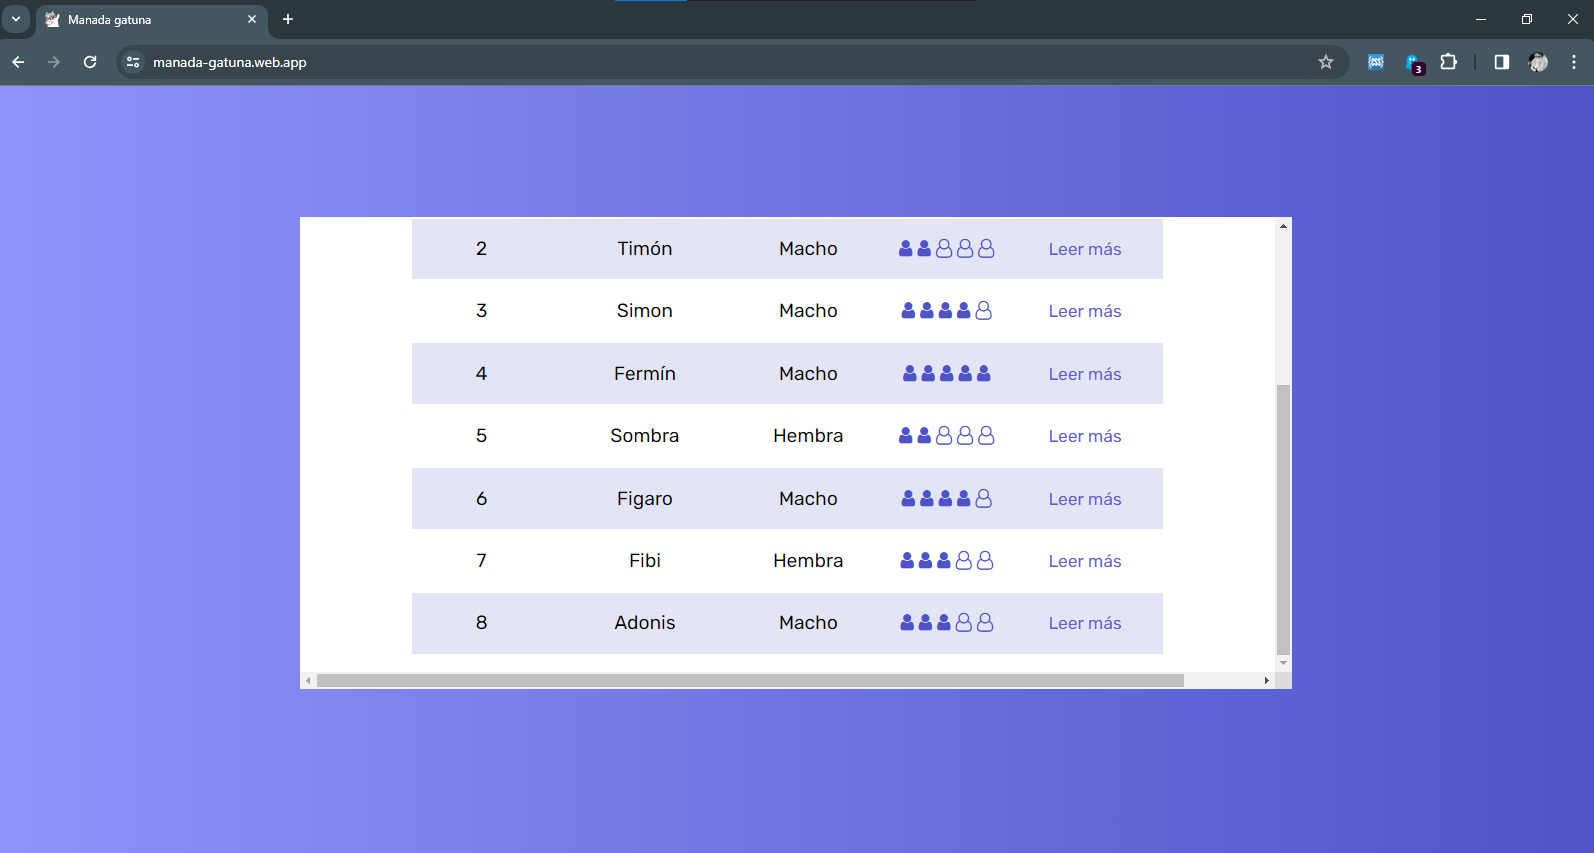 Manada gatuna
manada-gatuna.web.app
3
2 Timón Macho Leer más
3 Simon Macho Leer más
4 Fermín Macho Leer más
5 Sombra Hembra Leer más
6 Figaro Macho Leer más
7 Fibi Hembra Leer más
8 Adonis Macho Leer más